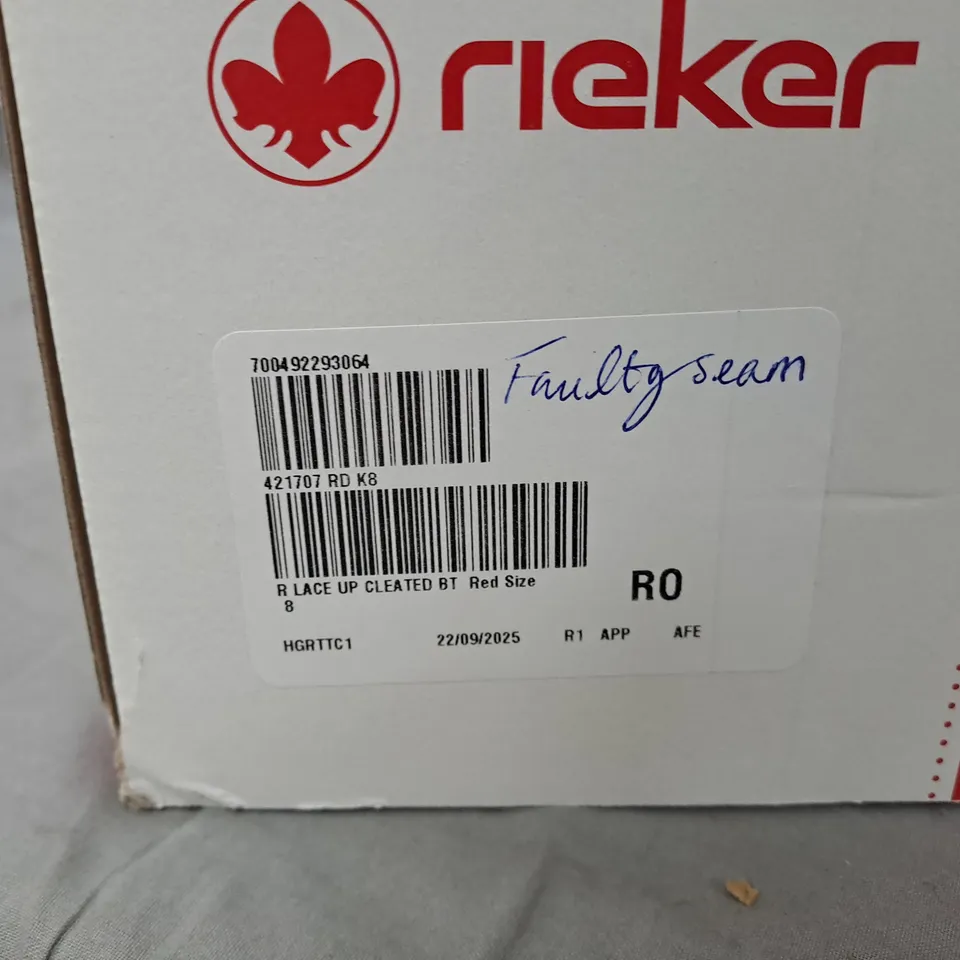 rieker
700492293064
Faulty seam
421707 RD K8
R LACE UP CLEATED BT Red Size
8
R0
HGRTTC1 22/09/2025 R1 APP AFE